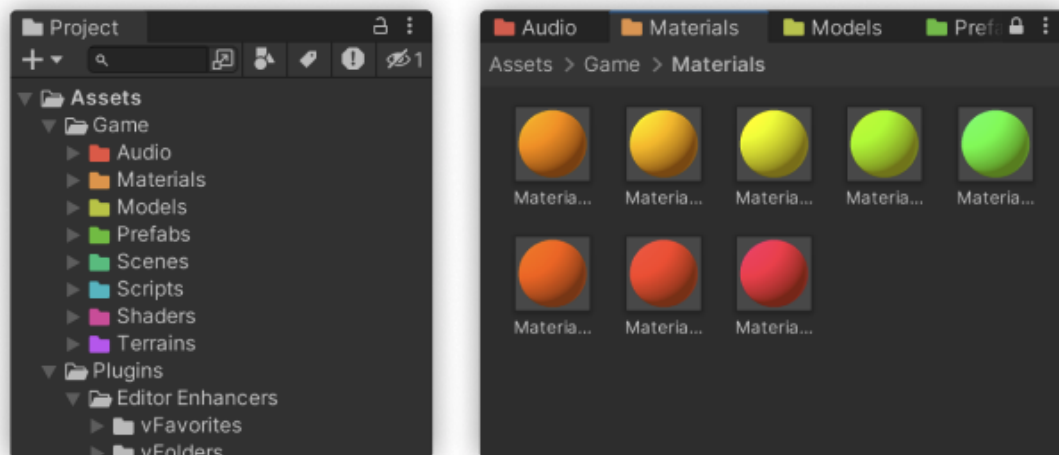 Project
1
Assets
Game
Audio
Materials
Models
Prefabs
Scenes
Scripts
Shaders
Terrains
Plugins
Editor Enhancers
vFavorites
vFolders
Audio Materials Models Prefa
Assets > Game > Materials
Materia... Materia... Materia... Materia... Materia...
Materia... Materia... Materia...